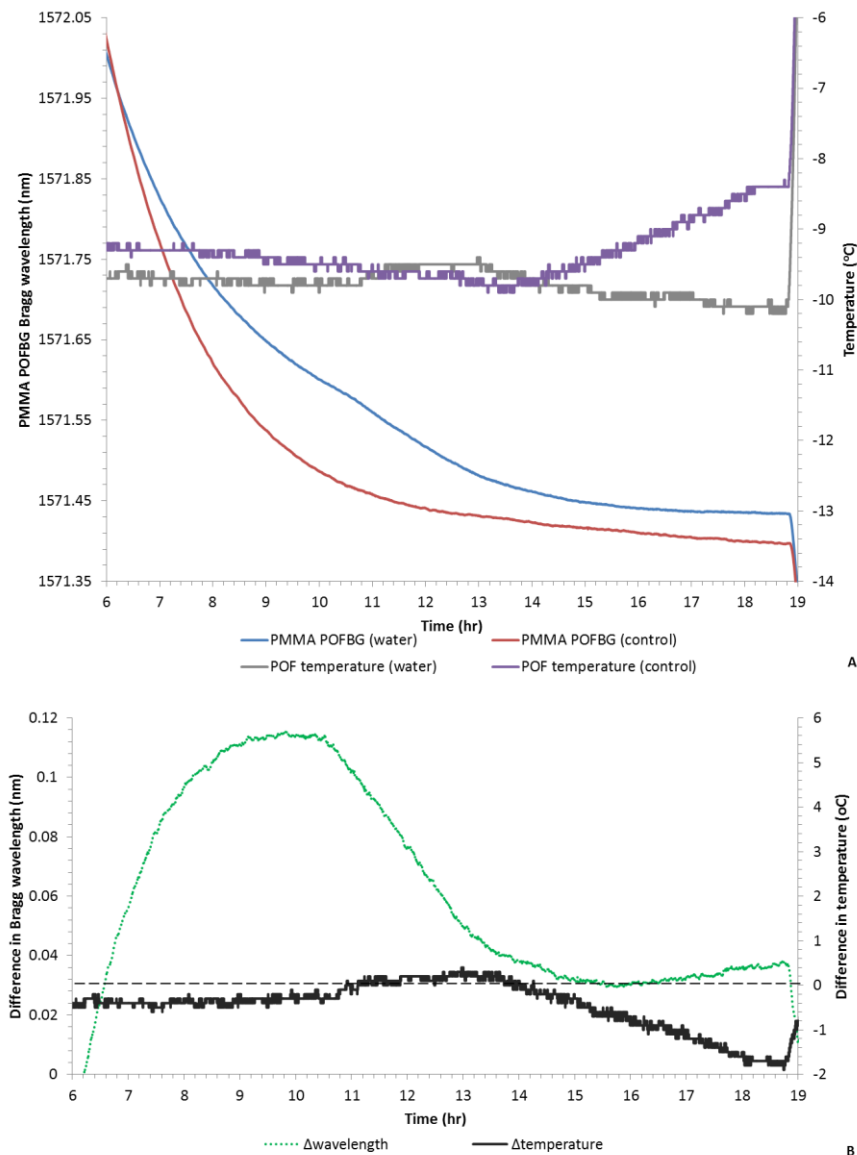 1572.05
1571.95
1571.85
1571.75
1571.65
1571.55
1571.45
1571.35
PMMA POFBG Bragg wavelength (nm)
-6
-7
-8
-9
-10
-11
-12
-13
-14
Temperature (°C)
6 7 8 9 10 11 12 13 14 15 16 17 18 19
Time (hr)
PMMA POFBG (water) PMMA POFBG (control)
POF temperature (water) POF temperature (control)
A
0.12
0.1
0.08
0.06
0.04
0.02
0
Difference in Bragg wavelength (nm)
6
5
4
3
2
1
0
-1
-2
Difference in temperature (oC)
6 7 8 9 10 11 12 13 14 15 16 17 18 19
Time (hr)
Δwavelength Δtemperature
B